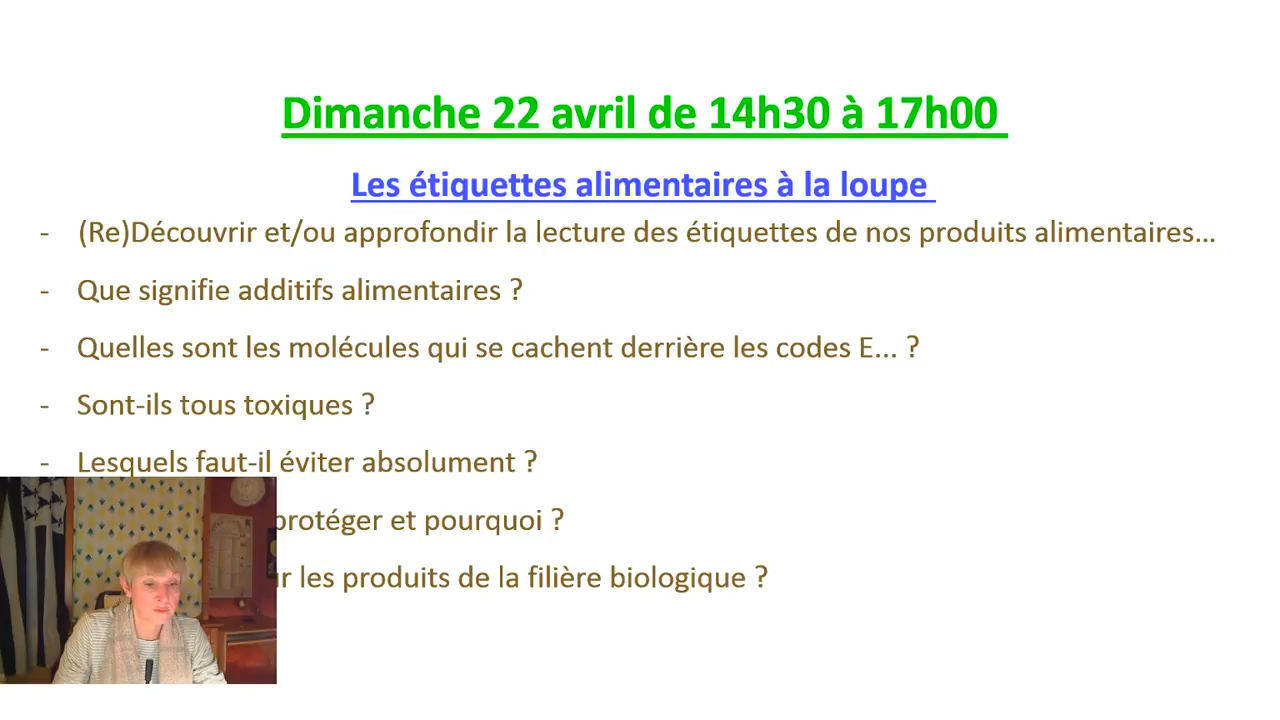 Dimanche 22 avril de 14h30 à 17h00
Les étiquettes alimentaires à la loupe
- (Re)Découvrir et/ou approfondir la lecture des étiquettes de nos produits alimentaires…
- Que signifie additifs alimentaires ?
- Quelles sont les molécules qui se cachent derrière les codes E... ?
- Sont-ils tous toxiques ?
- Lesquels faut-il éviter absolument ?
protéger et pourquoi ?
les produits de la filière biologique ?